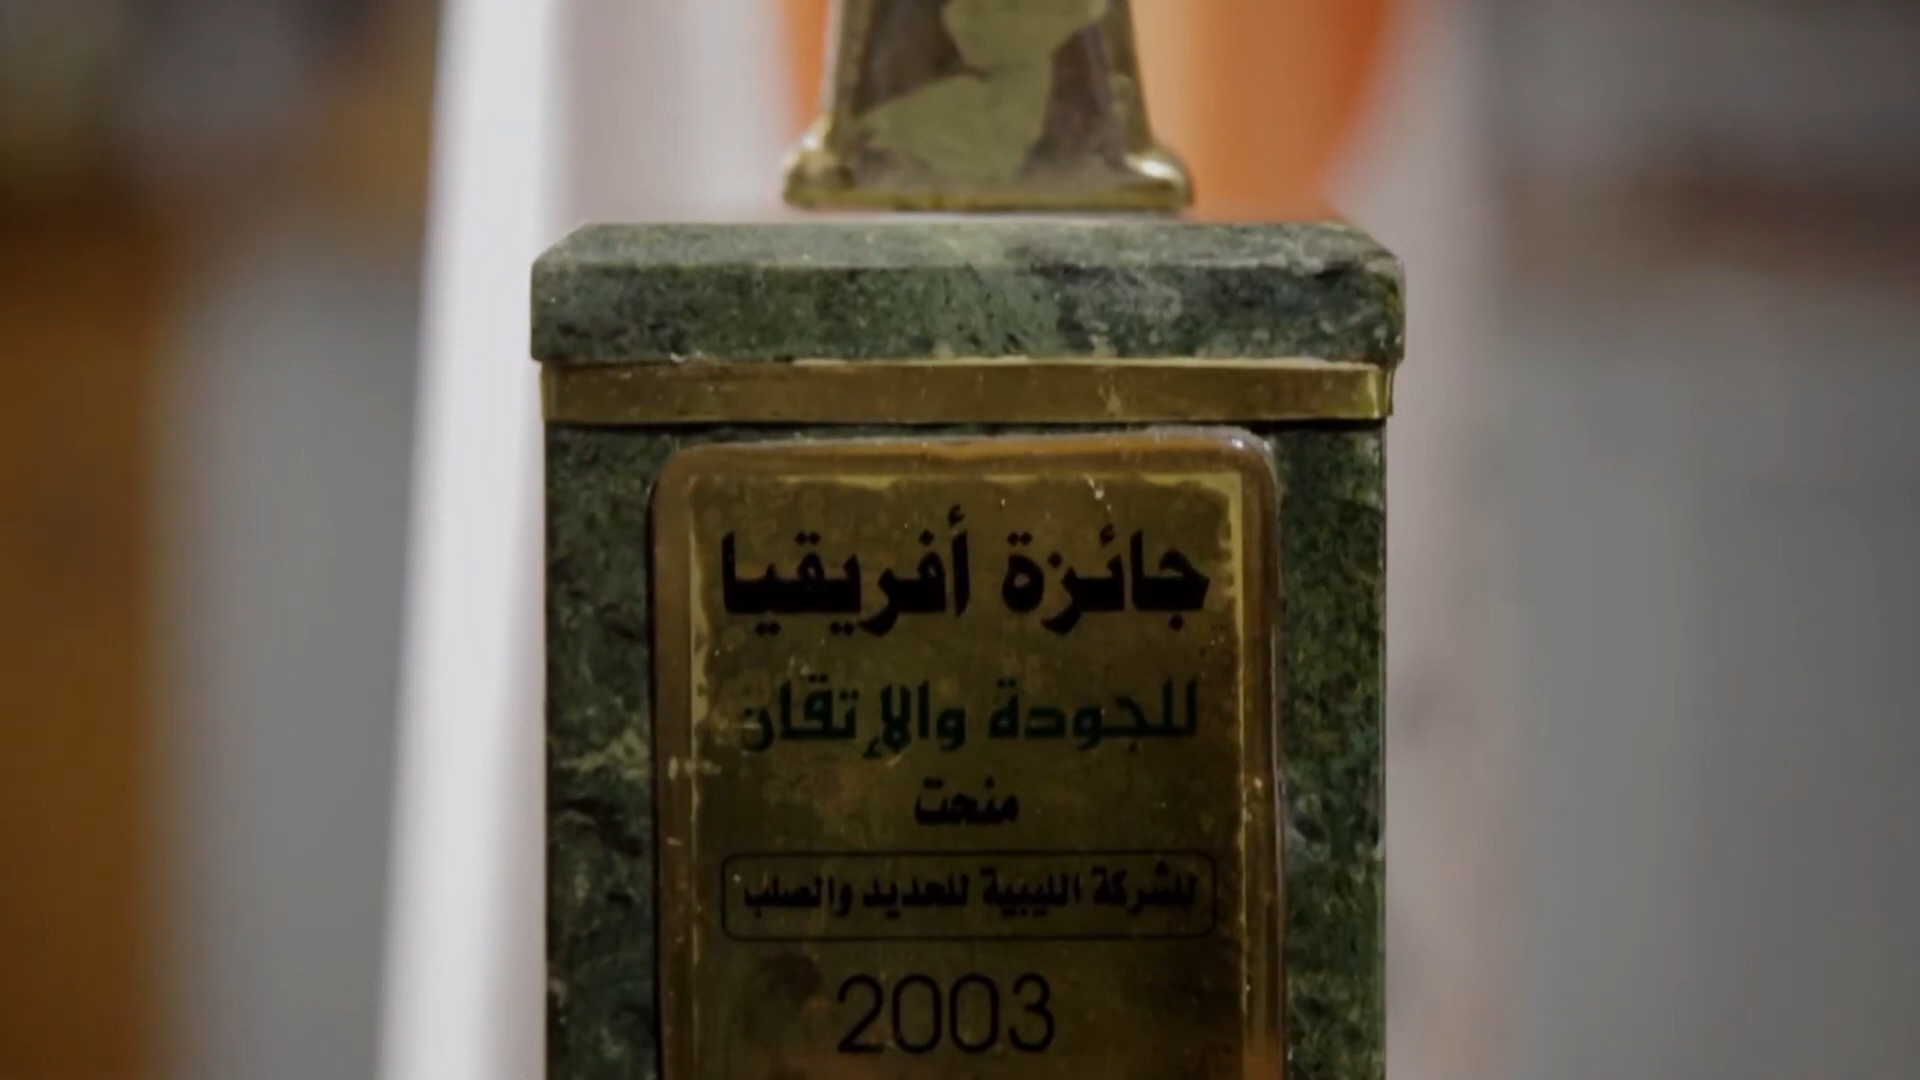 جائزة أفريقيا
للجودة والإتقان
منحت
للشركة الليبية للحديد والصلب
2003